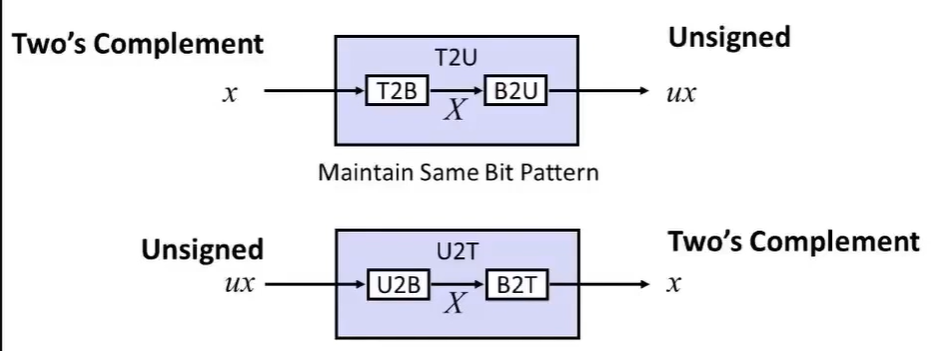 Two's Complement
Unsigned
T2U
x
T2B
X
B2U
ux
Maintain Same Bit Pattern
Unsigned
Two's Complement
U2T
ux
U2B
X
B2T
x